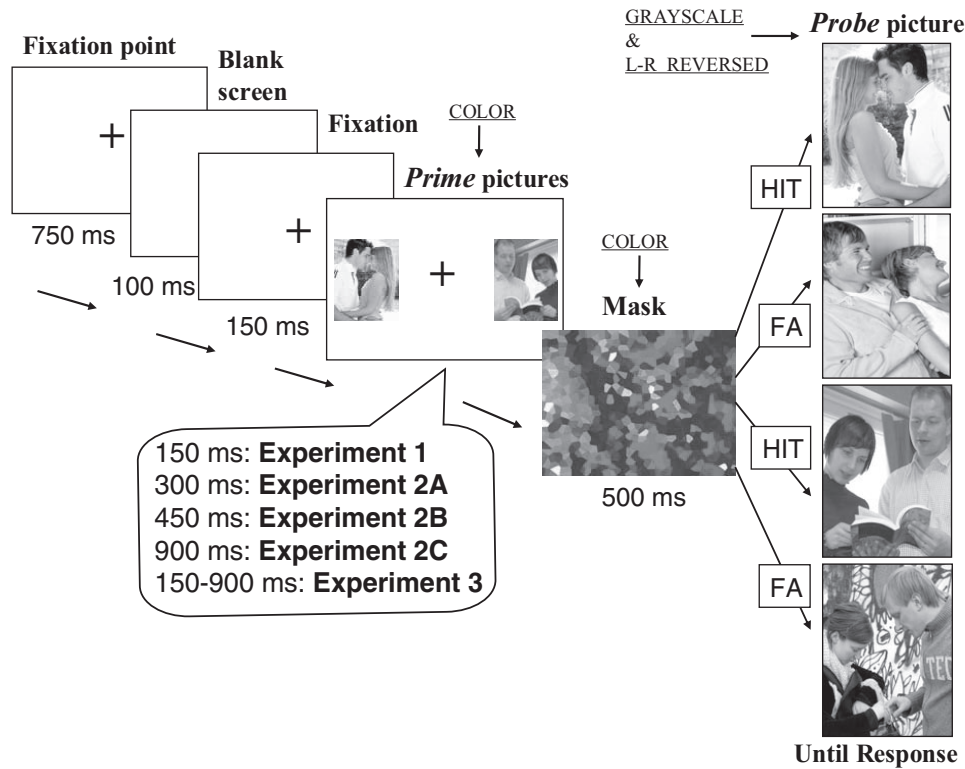 Fixation point
Blank
screen
Fixation
COLOR
Prime pictures
GRAYSCALE
&
L-R REVERSED
Probe picture
750 ms
100 ms
150 ms
COLOR
Mask
500 ms
HIT
FA
HIT
FA
TEC
150 ms: Experiment 1
300 ms: Experiment 2A
450 ms: Experiment 2B
900 ms: Experiment 2C
150-900 ms: Experiment 3
Until Response